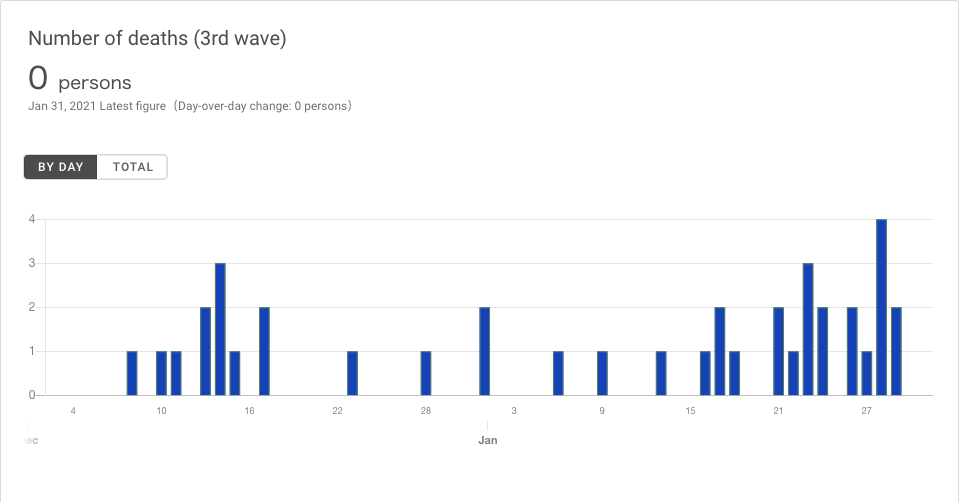 Number of deaths (3rd wave)
0 persons
Jan 31, 2021 Latest figure (Day-over-day change: 0 persons)
BY DAY TOTAL
4
3
2
1
0
4 10 16 22 28 3 9 15 21 27
ec Jan